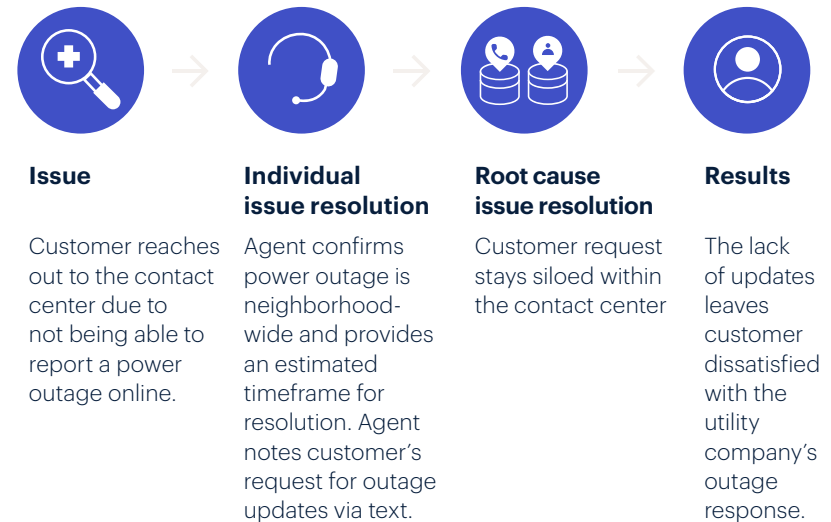 Issue
Customer reaches
out to the contact
center due to
not being able to
report a power
outage online.
Individual
issue resolution
Agent confirms
power outage is
neighborhood-
wide and provides
an estimated
timeframe for
resolution. Agent
notes customer’s
request for outage
updates via text.
Root cause
issue resolution
Customer request
stays siloed within
the contact center
Results
The lack
of updates
leaves
customer
dissatisfied
with the
utility
company’s
outage
response.